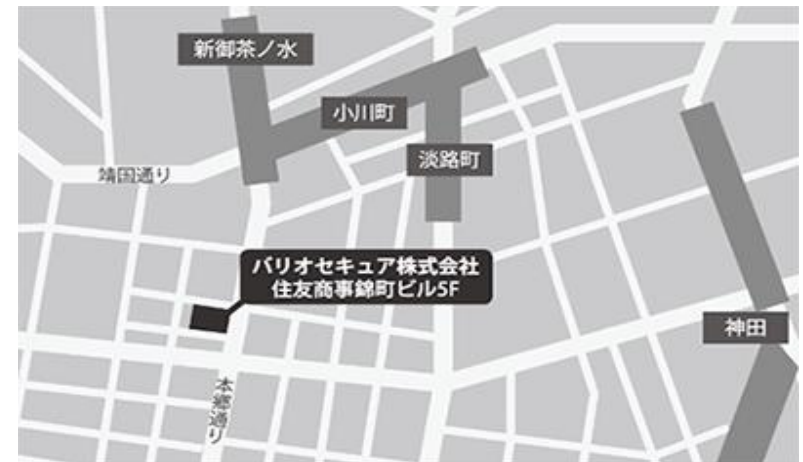 新御茶ノ水
小川町
淡路町
靖国通り
バリオセキュア株式会社
住友商事錦町ビル5F
神田
本郷通り